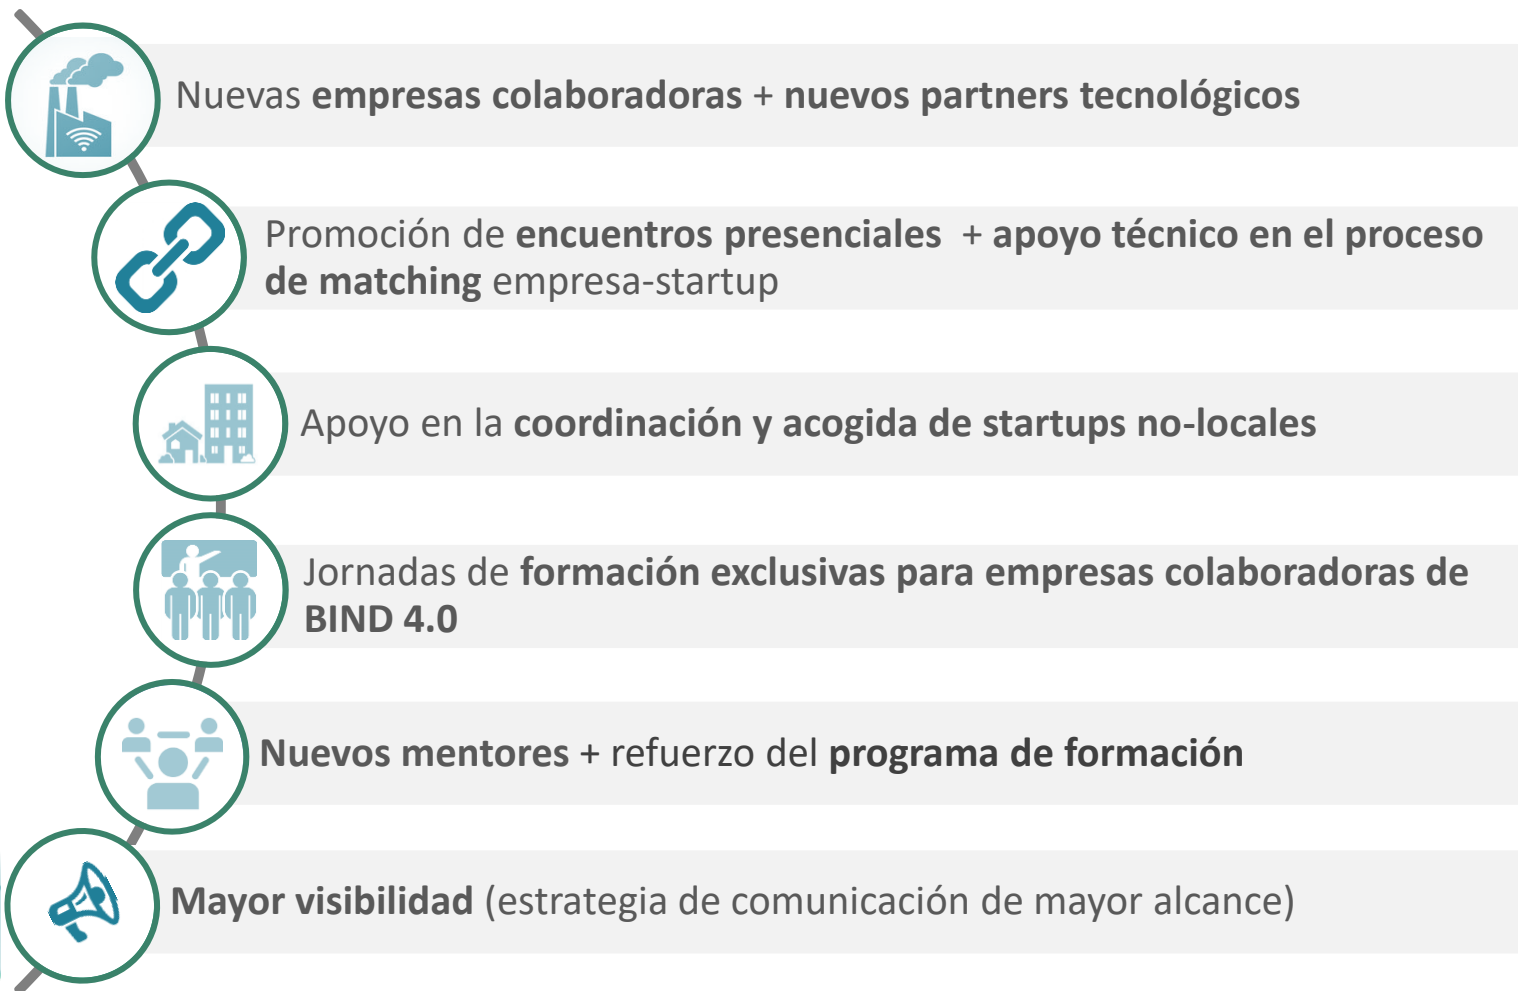 Nuevas empresas colaboradoras + nuevos partners tecnológicos
Promoción de encuentros presenciales + apoyo técnico en el proceso
de matching empresa-startup
Apoyo en la coordinación y acogida de startups no-locales
Jornadas de formación exclusivas para empresas colaboradoras de
BIND 4.0
Nuevos mentores + refuerzo del programa de formación
Mayor visibilidad (estrategia de comunicación de mayor alcance)